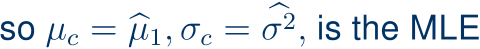 so $\mu_c = \widehat{\mu}_1, \sigma_c = \widehat{\sigma^2},$ is the MLE